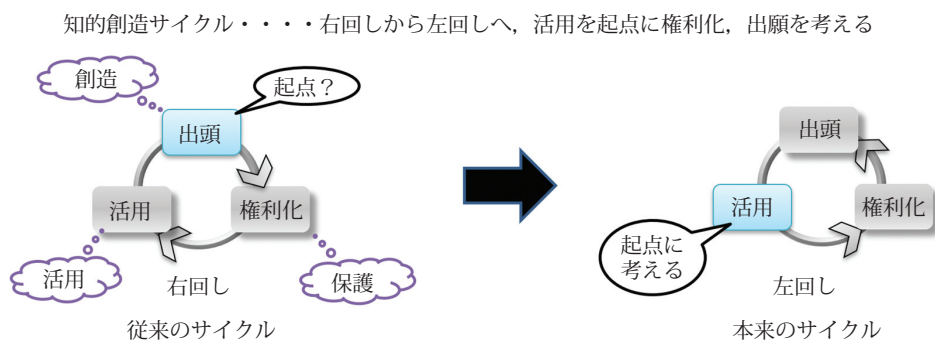 知的創造サイクル・・・・右回しから左回しへ，活用を起点に権利化，出願を考える
創造
起点？
出頭
活用
権利化
活用
右回し
保護
従来のサイクル
出頭
活用
権利化
起点に
考える
左回し
本来のサイクル